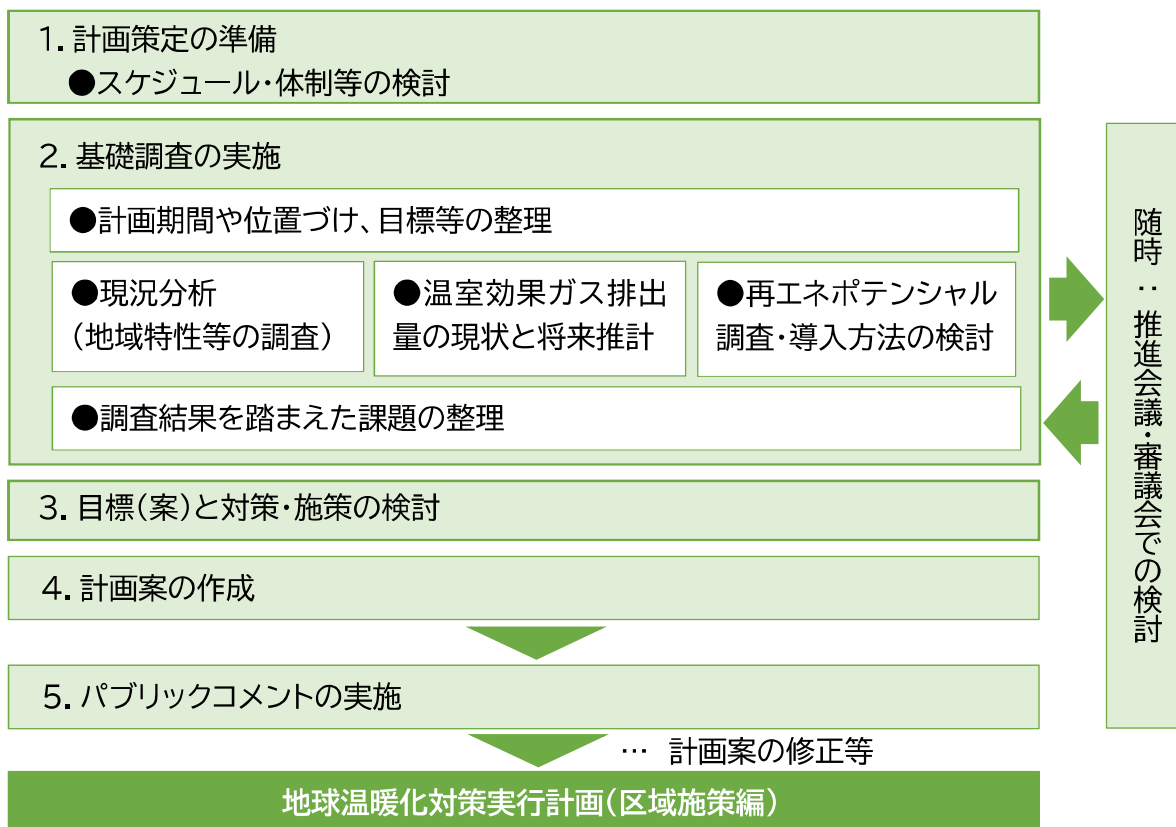 1. 計画策定の準備
●スケジュール・体制等の検討
2. 基礎調査の実施
●計画期間や位置づけ、目標等の整理
●現況分析
(地域特性等の調査)
●温室効果ガス排出
量の現状と将来推計
●再エネポテンシャル
調査・導入方法の検討
●調査結果を踏まえた課題の整理
3. 目標(案)と対策・施策の検討
4. 計画案の作成
5. パブリックコメントの実施
… 計画案の修正等
地球温暖化対策実行計画(区域施策編)
随時：推進会議・審議会での検討